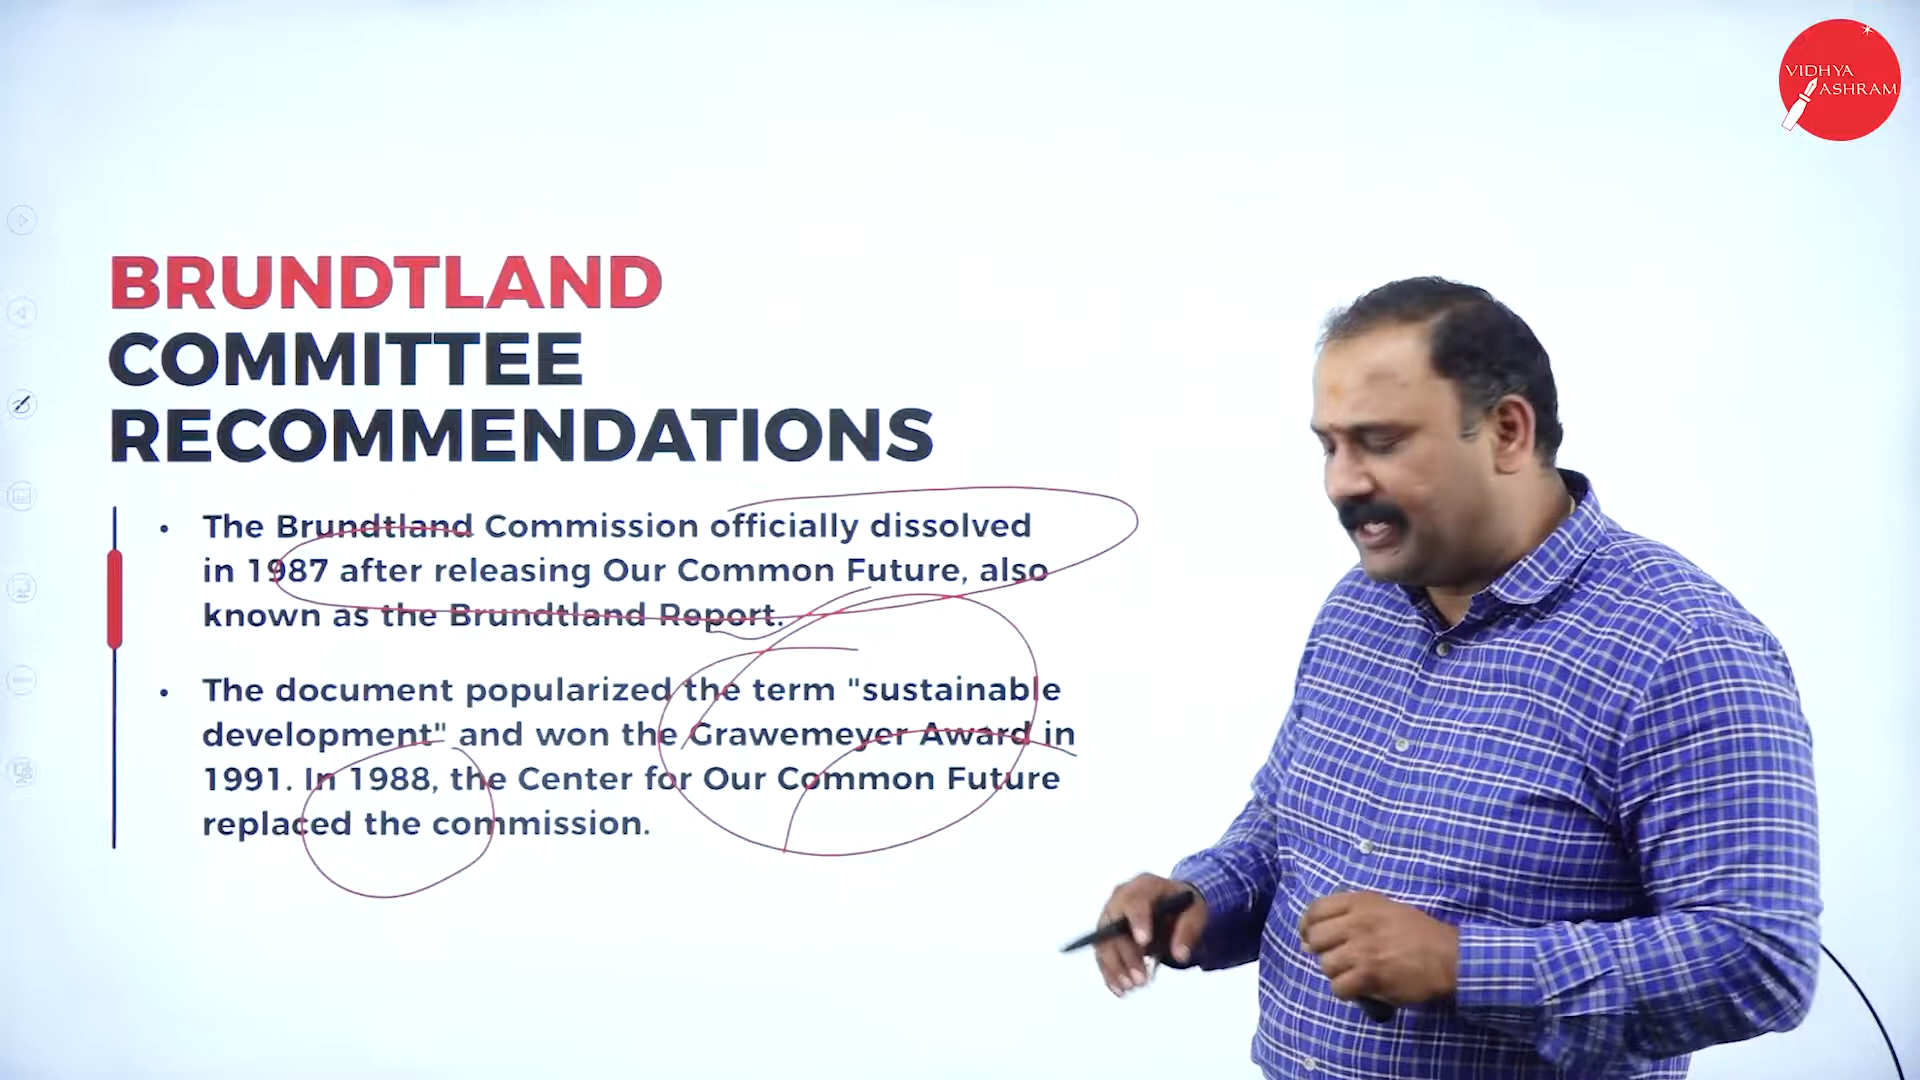 VIDHYA
ASHRAM
BRUNDTLAND
COMMITTEE
RECOMMENDATIONS
• The Brundtland Commission officially dissolved
in 1987 after releasing Our Common Future, also
known as the Brundtland Report.
• The document popularized the term "sustainable
development" and won the Grawemeyer Award in
1991. In 1988, the Center for Our Common Future
replaced the commission.